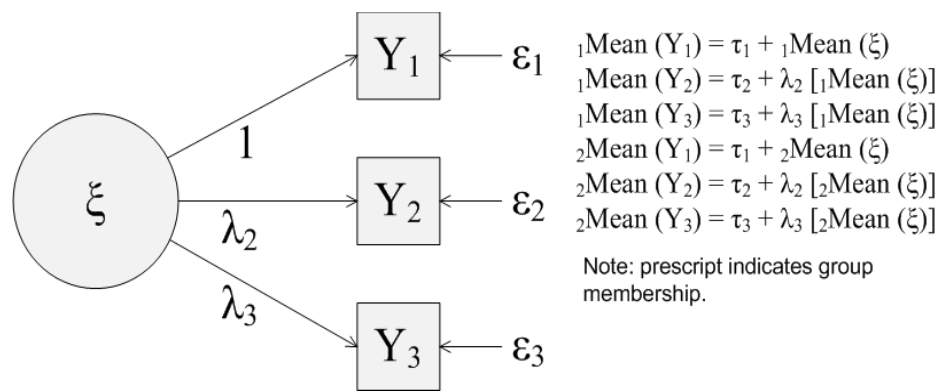 Y₁
ε₁
1
ξ
Y₂
ε₂
λ₂
λ₃
Y₃
ε₃
₁Mean (Y₁) = τ₁ + ₁Mean (ξ)
₁Mean (Y₂) = τ₂ + λ₂ [₁Mean (ξ)]
₁Mean (Y₃) = τ₃ + λ₃ [₁Mean (ξ)]
₂Mean (Y₁) = τ₁ + ₂Mean (ξ)
₂Mean (Y₂) = τ₂ + λ₂ [₂Mean (ξ)]
₂Mean (Y₃) = τ₃ + λ₃ [₂Mean (ξ)]
Note: prescript indicates group
membership.